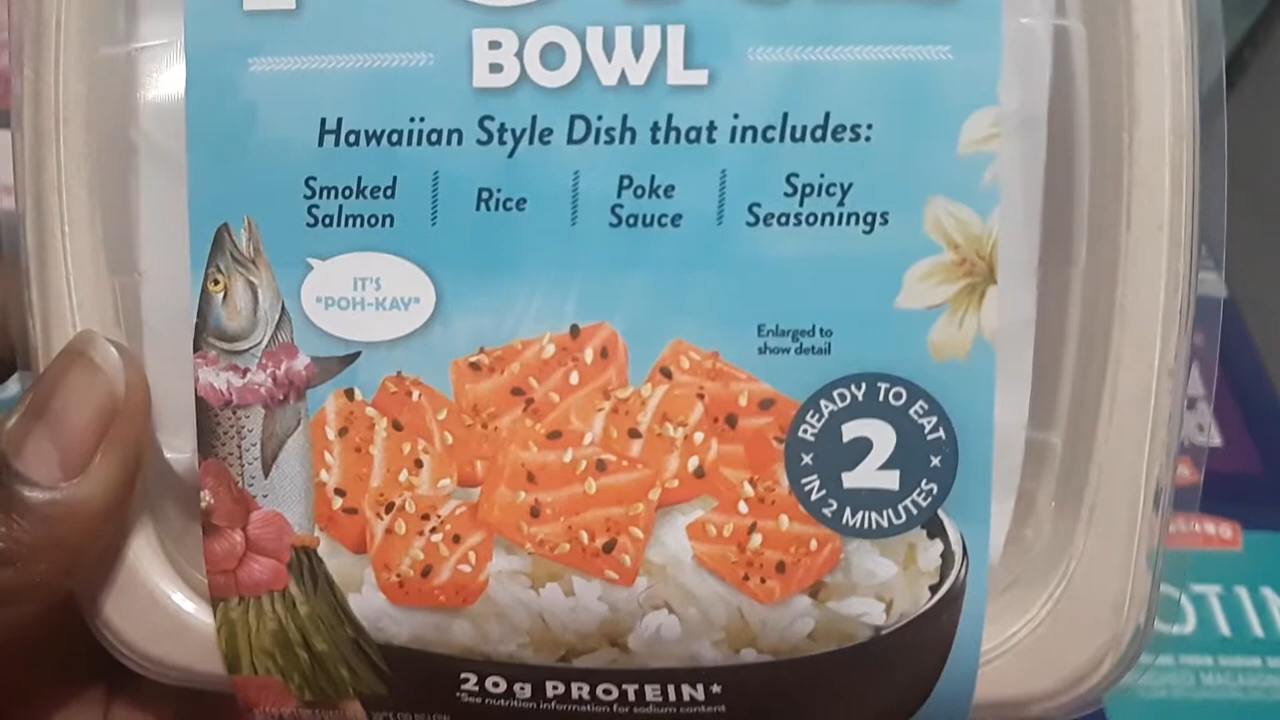 BOWL
Hawaiian Style Dish that includes:
Smoked
Salmon
Rice
Poke
Sauce
Spicy
Seasonings
IT'S
"POH-KAY"
Enlarged to
show detail
READY TO EAT
2
IN 2 MINUTES
20g PROTEIN*
*See nutrition information for sodium content